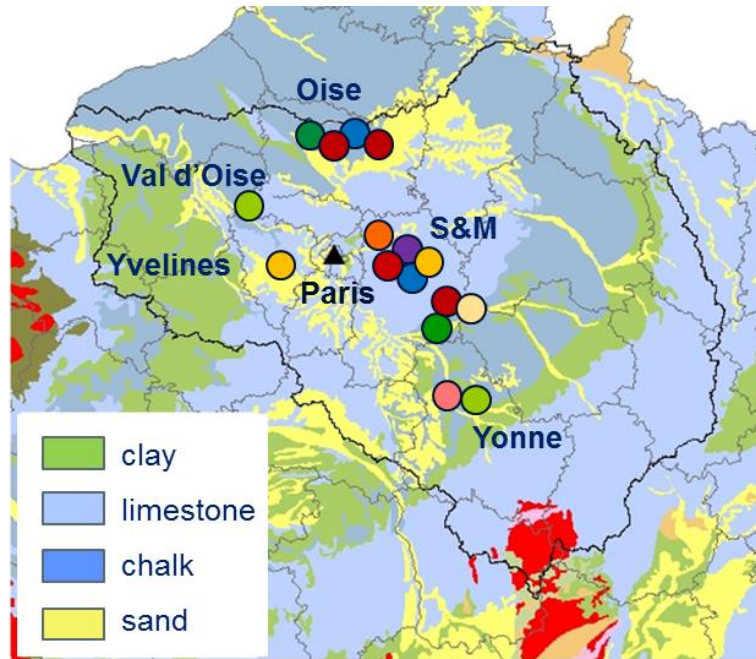 Oise
Val d'Oise
S&M
Yvelines
Paris
Yonne
clay
limestone
chalk
sand